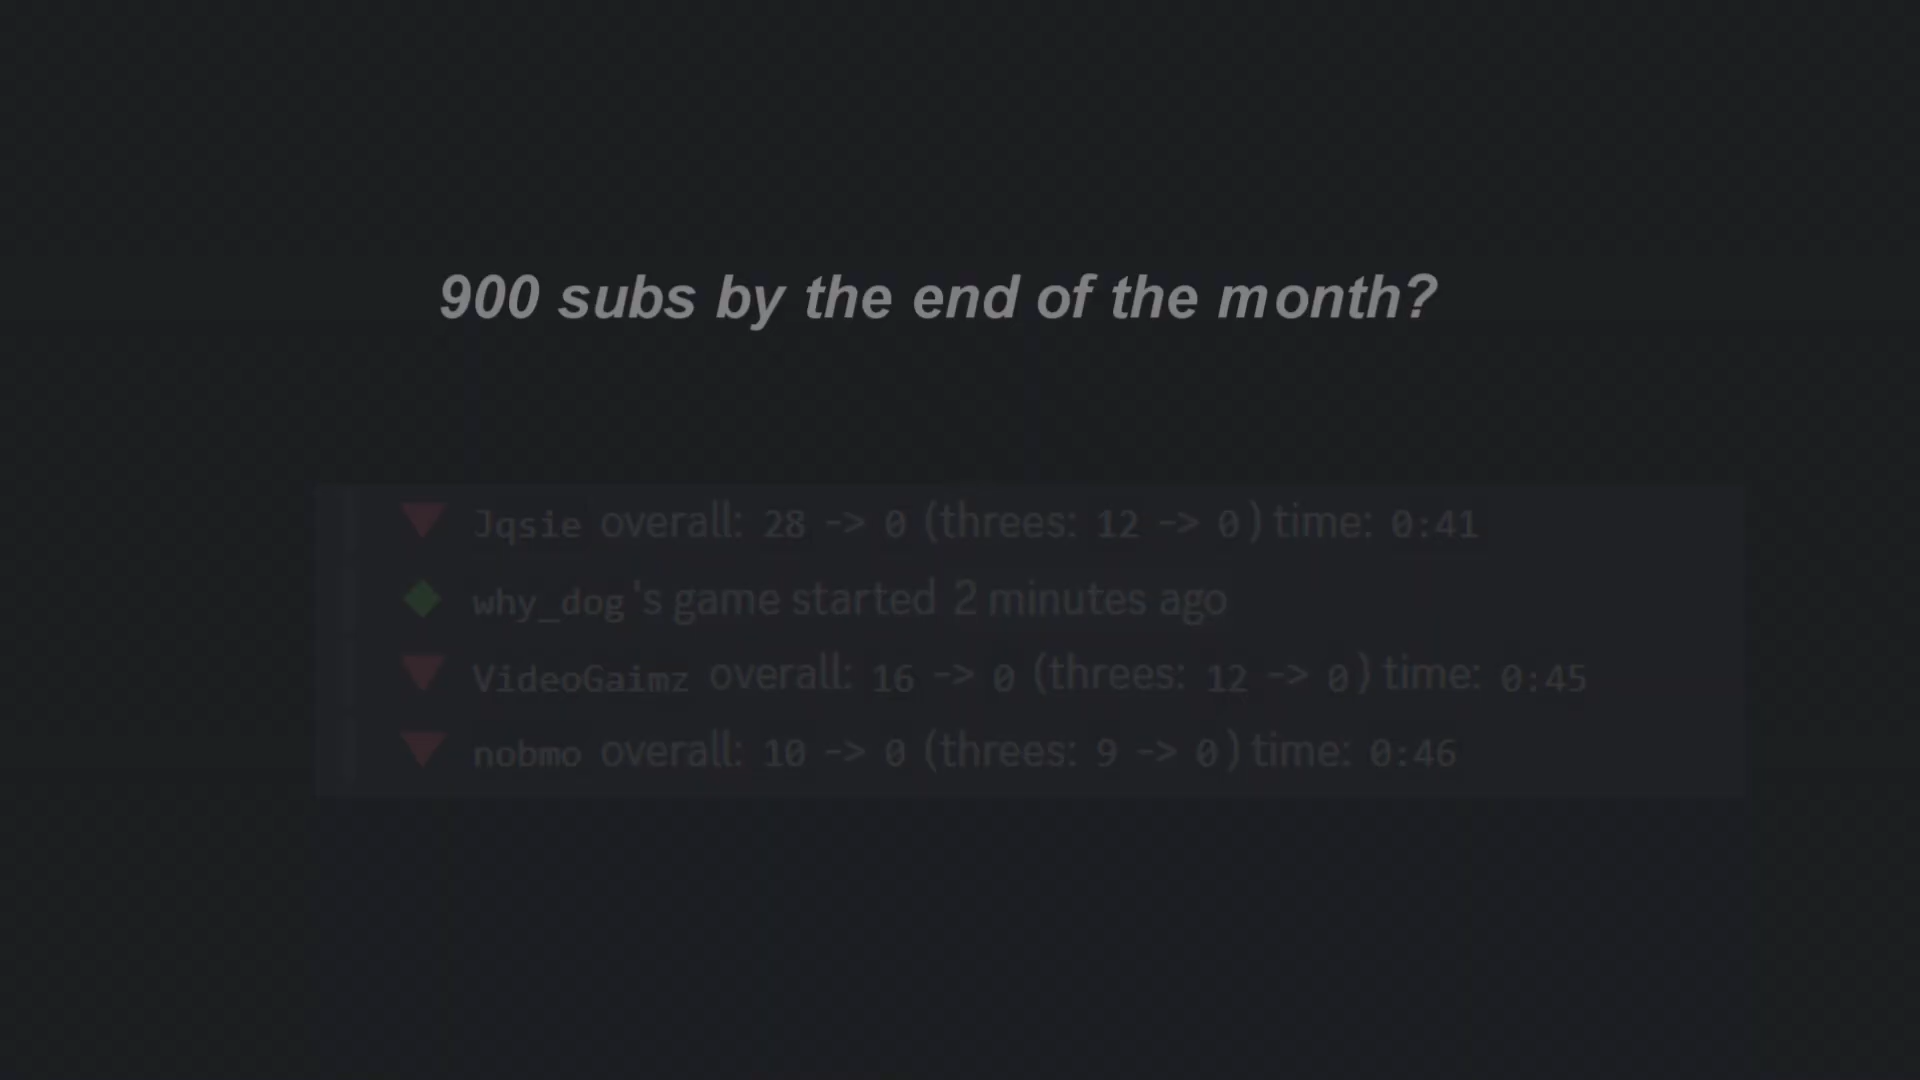 900 subs by the end of the month?
Jqsie overall: 28 -> 0 (threes: 12 -> 0) time: 0:41
why_dog's game started 2 minutes ago
VideoGaimz overall: 16 -> 0 (threes: 12 -> 0) time: 0:45
nobmo overall: 10 -> 0 (threes: 9 -> 0) time: 0:46